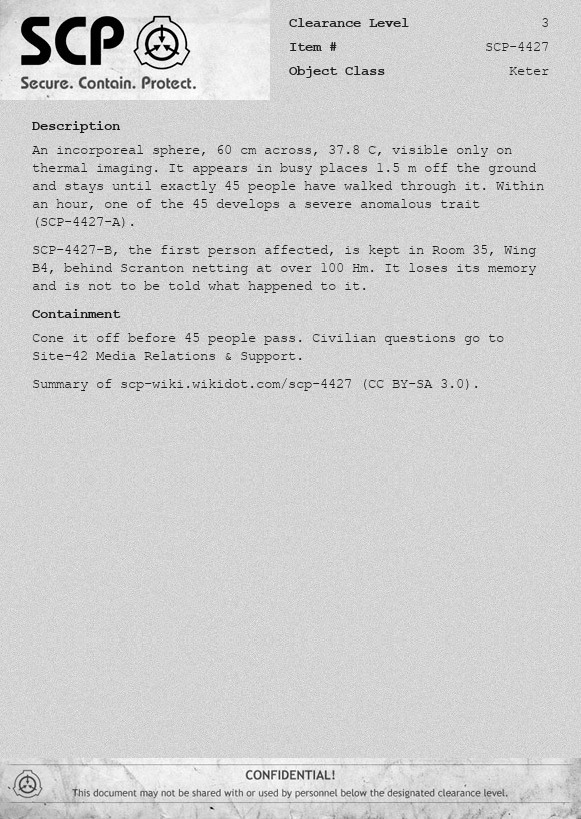 SCP
Secure. Contain. Protect.
Clearance Level 3
Item # SCP-4427
Object Class Keter
Description
An incorporeal sphere, 60 cm across, 37.8 C, visible only on
thermal imaging. It appears in busy places 1.5 m off the ground
and stays until exactly 45 people have walked through it. Within
an hour, one of the 45 develops a severe anomalous trait
(SCP-4427-A).
SCP-4427-B, the first person affected, is kept in Room 35, Wing
B4, behind Scranton netting at over 100 Hm. It loses its memory
and is not to be told what happened to it.
Containment
Cone it off before 45 people pass. Civilian questions go to
Site-42 Media Relations & Support.
Summary of scp-wiki.wikidot.com/scp-4427 (CC BY-SA 3.0).
CONFIDENTIAL!
This document may not be shared with or used by personnel below the designated clearance level.